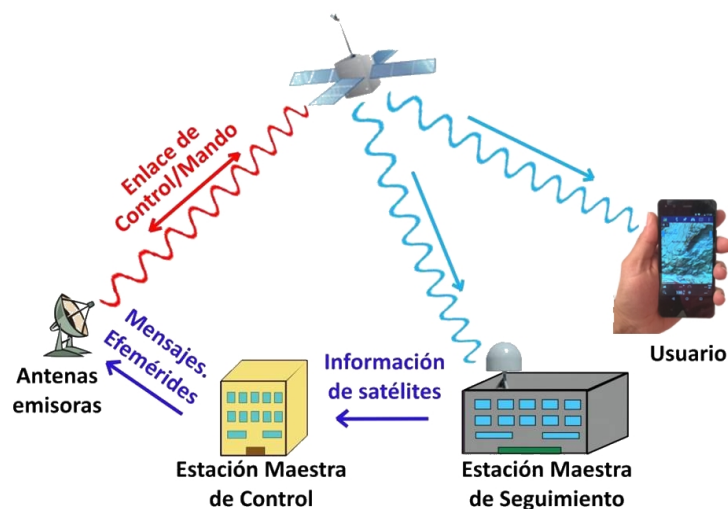 Enlace de
Control/Mando
Mensajes.
Efemérides
Antenas
emisoras
Información
de satélites
Estación Maestra
de Control
Estación Maestra
de Seguimiento
Usuario